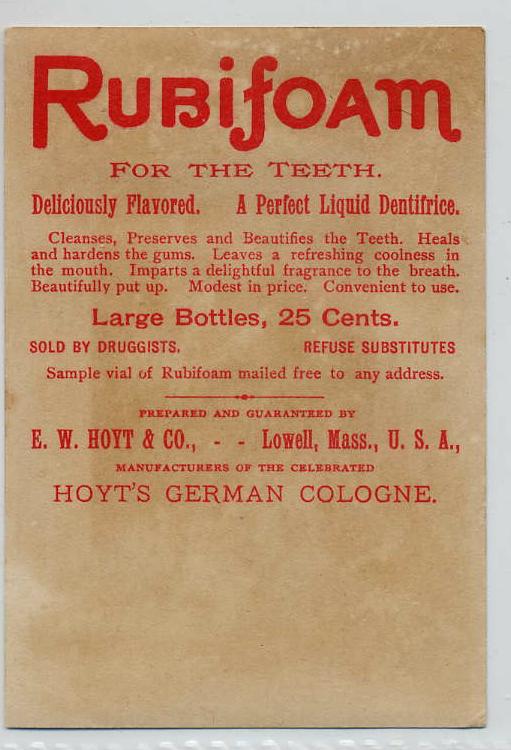 RUBIFOAM
FOR THE TEETH.
Deliciously Flavored. A Perfect Liquid Dentifrice.
Cleanses, Preserves and Beautifies the Teeth. Heals
and hardens the gums. Leaves a refreshing coolness in
the mouth. Imparts a delightful fragrance to the breath.
Beautifully put up. Modest in price. Convenient to use.
Large Bottles, 25 Cents.
SOLD BY DRUGGISTS. REFUSE SUBSTITUTES
Sample vial of Rubifoam mailed free to any address.
PREPARED AND GUARANTEED BY
E. W. HOYT & CO., - - Lowell, Mass., U. S. A.,
MANUFACTURERS OF THE CELEBRATED
HOYT'S GERMAN COLOGNE.